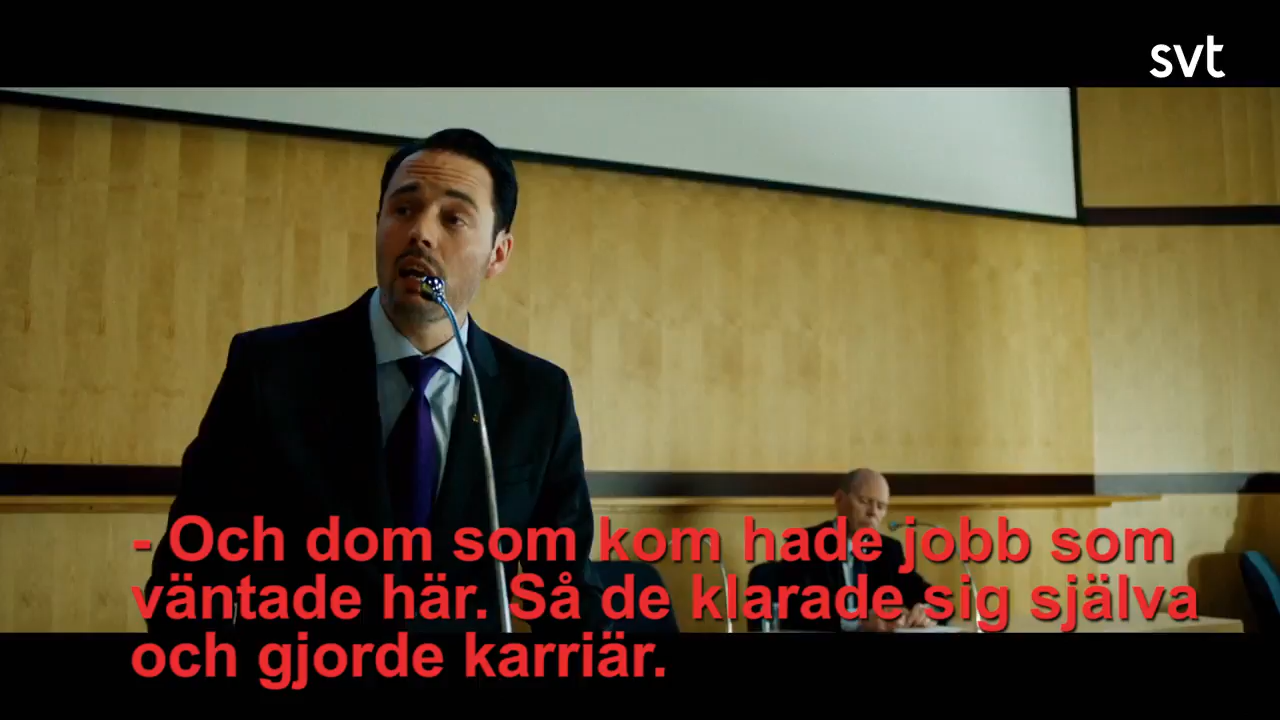 svt
- Och dom som kom hade jobb som
väntade här. Så de klarade sig själva
och gjorde karriär.